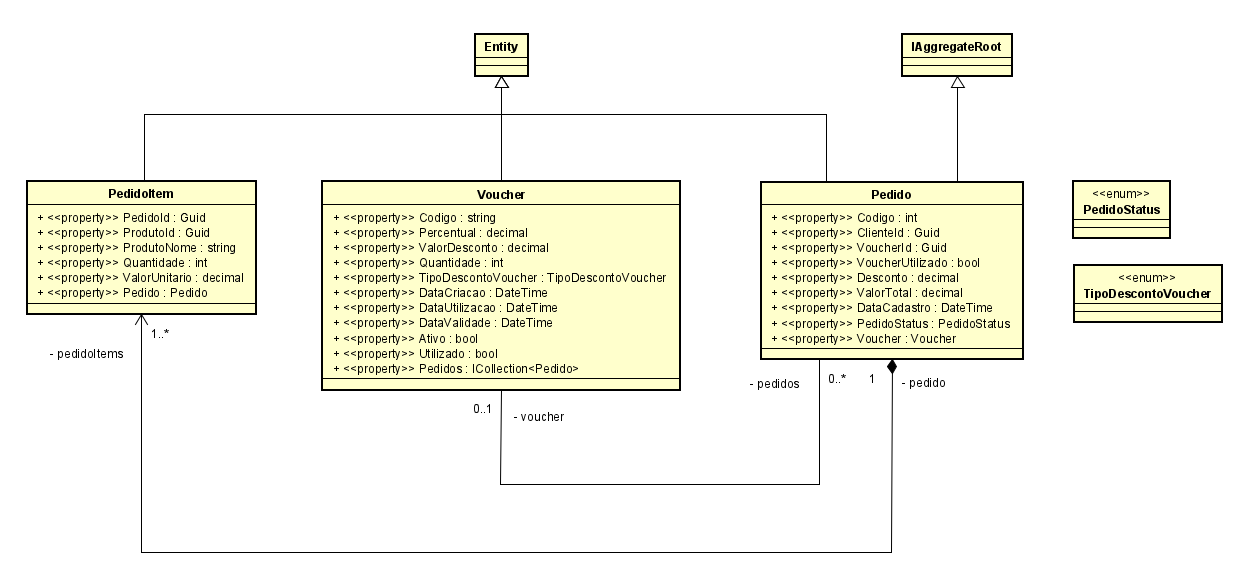 Entity
IAggregateRoot
PedidoItem
+ <<property>> PedidoId : Guid
+ <<property>> ProdutoId : Guid
+ <<property>> ProdutoNome : string
+ <<property>> Quantidade : int
+ <<property>> ValorUnitario : decimal
+ <<property>> Pedido : Pedido
Voucher
+ <<property>> Codigo : string
+ <<property>> Percentual : decimal
+ <<property>> ValorDesconto : decimal
+ <<property>> Quantidade : int
+ <<property>> TipoDescontoVoucher : TipoDescontoVoucher
+ <<property>> DataCriacao : DateTime
+ <<property>> DataUtilizacao : DateTime
+ <<property>> DataValidade : DateTime
+ <<property>> Ativo : bool
+ <<property>> Utilizado : bool
+ <<property>> Pedidos : ICollection<Pedido>
Pedido
+ <<property>> Codigo : int
+ <<property>> ClienteId : Guid
+ <<property>> VoucherId : Guid
+ <<property>> VoucherUtilizado : bool
+ <<property>> Desconto : decimal
+ <<property>> ValorTotal : decimal
+ <<property>> DataCadastro : DateTime
+ <<property>> PedidoStatus : PedidoStatus
+ <<property>> Voucher : Voucher
<<enum>>
PedidoStatus
<<enum>>
TipoDescontoVoucher
1..*
- pedidoItems
0..1
- voucher
- pedidos
0..*
1
- pedido